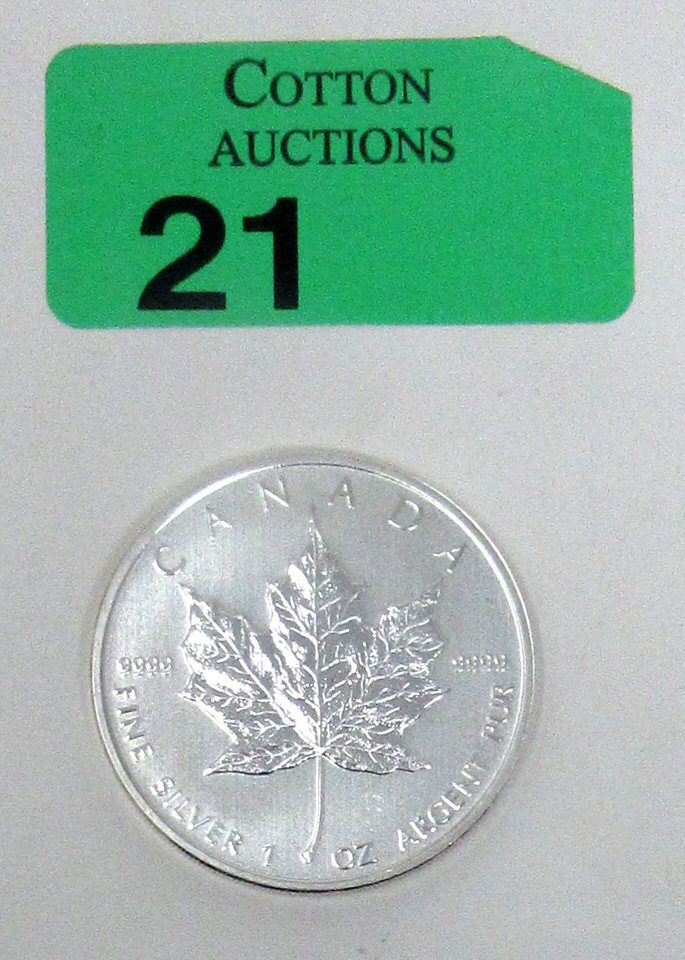 COTTON
AUCTIONS
21
CANADA
9999 9999
FINE SILVER 1 OZ ARGENT PUR